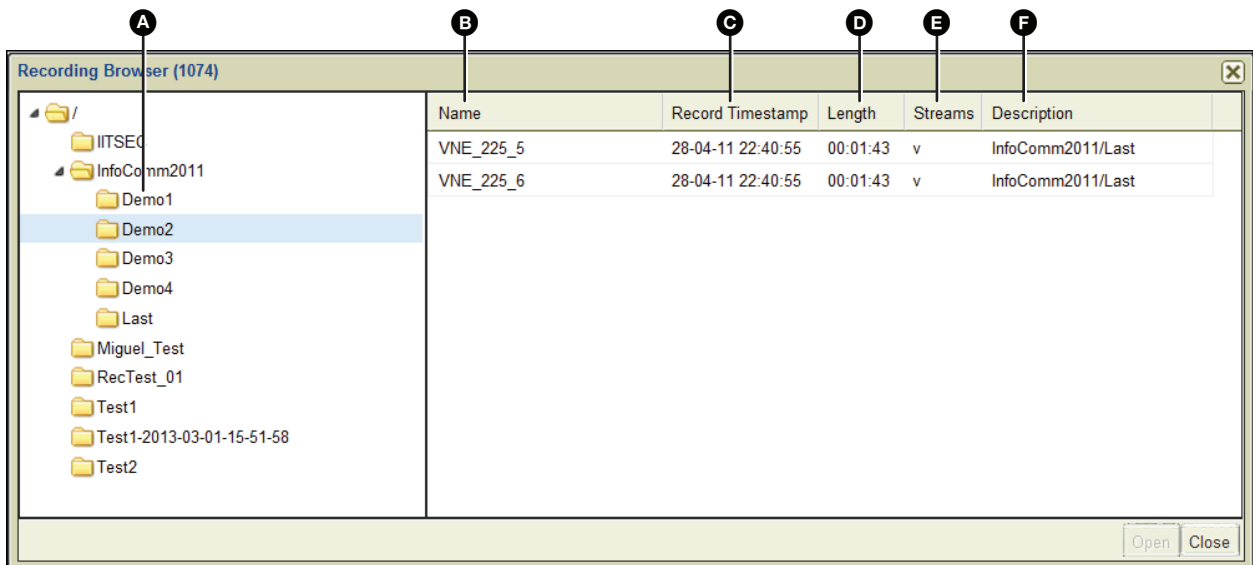 A B C D E F
Recording Browser (1074)
/
IITSEC
InfoComm2011
Demo1
Demo2
Demo3
Demo4
Last
Miguel_Test
RecTest_01
Test1
Test1-2013-03-01-15-51-58
Test2
Name Record Timestamp Length Streams Description
VNE_225_5 28-04-11 22:40:55 00:01:43 v InfoComm2011/Last
VNE_225_6 28-04-11 22:40:55 00:01:43 v InfoComm2011/Last
Open Close